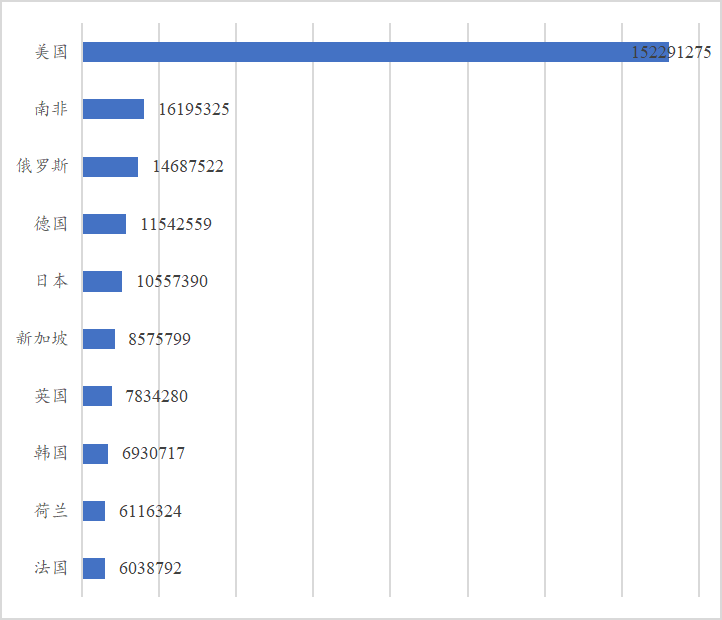 美国 152291275
南非 16195325
俄罗斯 14687522
德国 11542559
日本 10557390
新加坡 8575799
英国 7834280
韩国 6930717
荷兰 6116324
法国 6038792